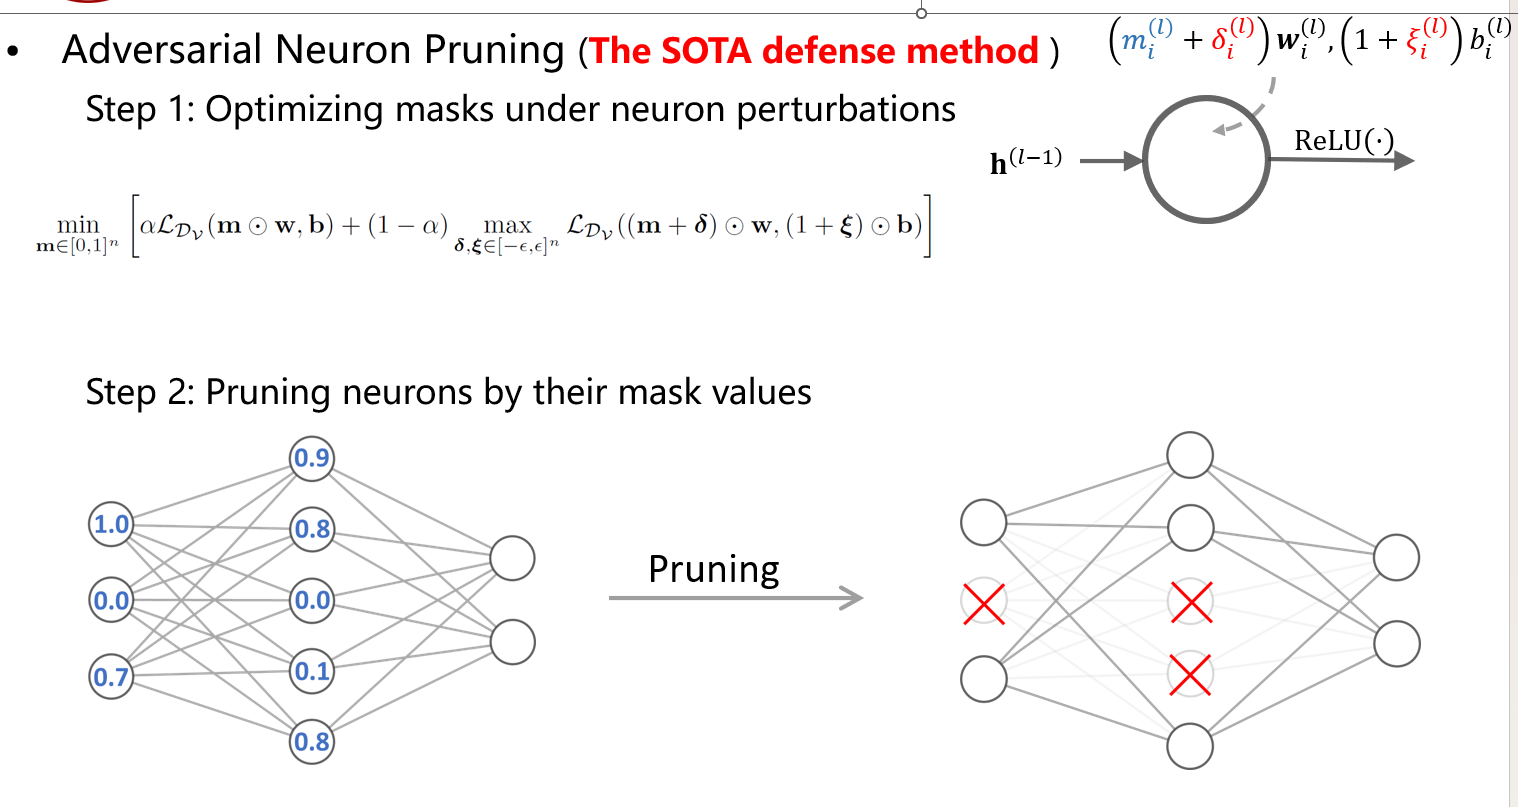 • Adversarial Neuron Pruning (The SOTA defense method )
(m_i^(l) + δ_i^(l)) w_i^(l), (1 + ξ_i^(l)) b_i^(l)
Step 1: Optimizing masks under neuron perturbations
h^(l−1)
ReLU(·)
min_{m∈[0,1]^n} [αL_{D_V}(m ⊙ w, b) + (1 − α) max_{δ,ξ∈[−ϵ,ϵ]^n} L_{D_V}((m + δ) ⊙ w, (1 + ξ) ⊙ b)]
Step 2: Pruning neurons by their mask values
0.9
1.0
0.8
0.0
0.0
0.7
0.1
0.8
Pruning